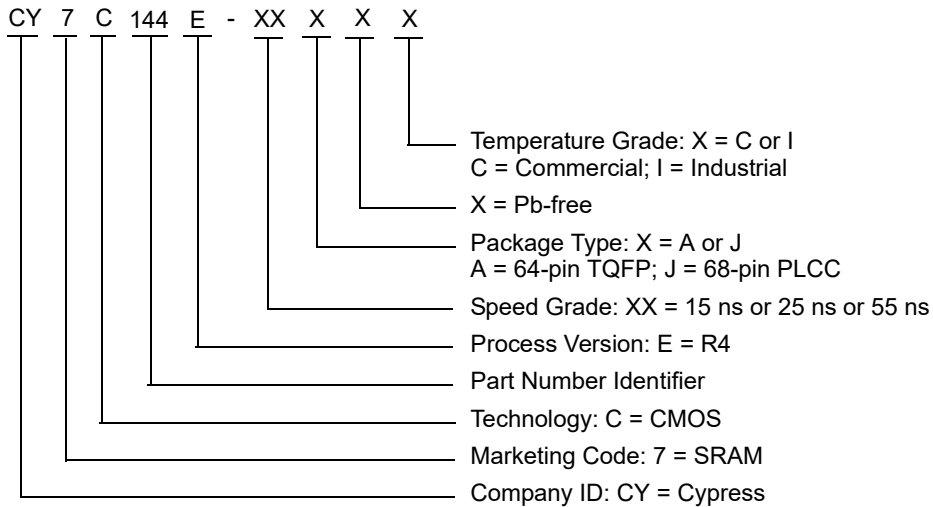 CY 7 C 144 E - XX X X X
Temperature Grade: X = C or I
C = Commercial; I = Industrial
X = Pb-free
Package Type: X = A or J
A = 64-pin TQFP; J = 68-pin PLCC
Speed Grade: XX = 15 ns or 25 ns or 55 ns
Process Version: E = R4
Part Number Identifier
Technology: C = CMOS
Marketing Code: 7 = SRAM
Company ID: CY = Cypress